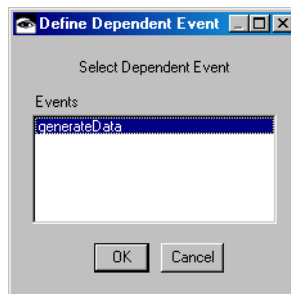 Define Dependent Event
Select Dependent Event
Events
generateData
OK
Cancel